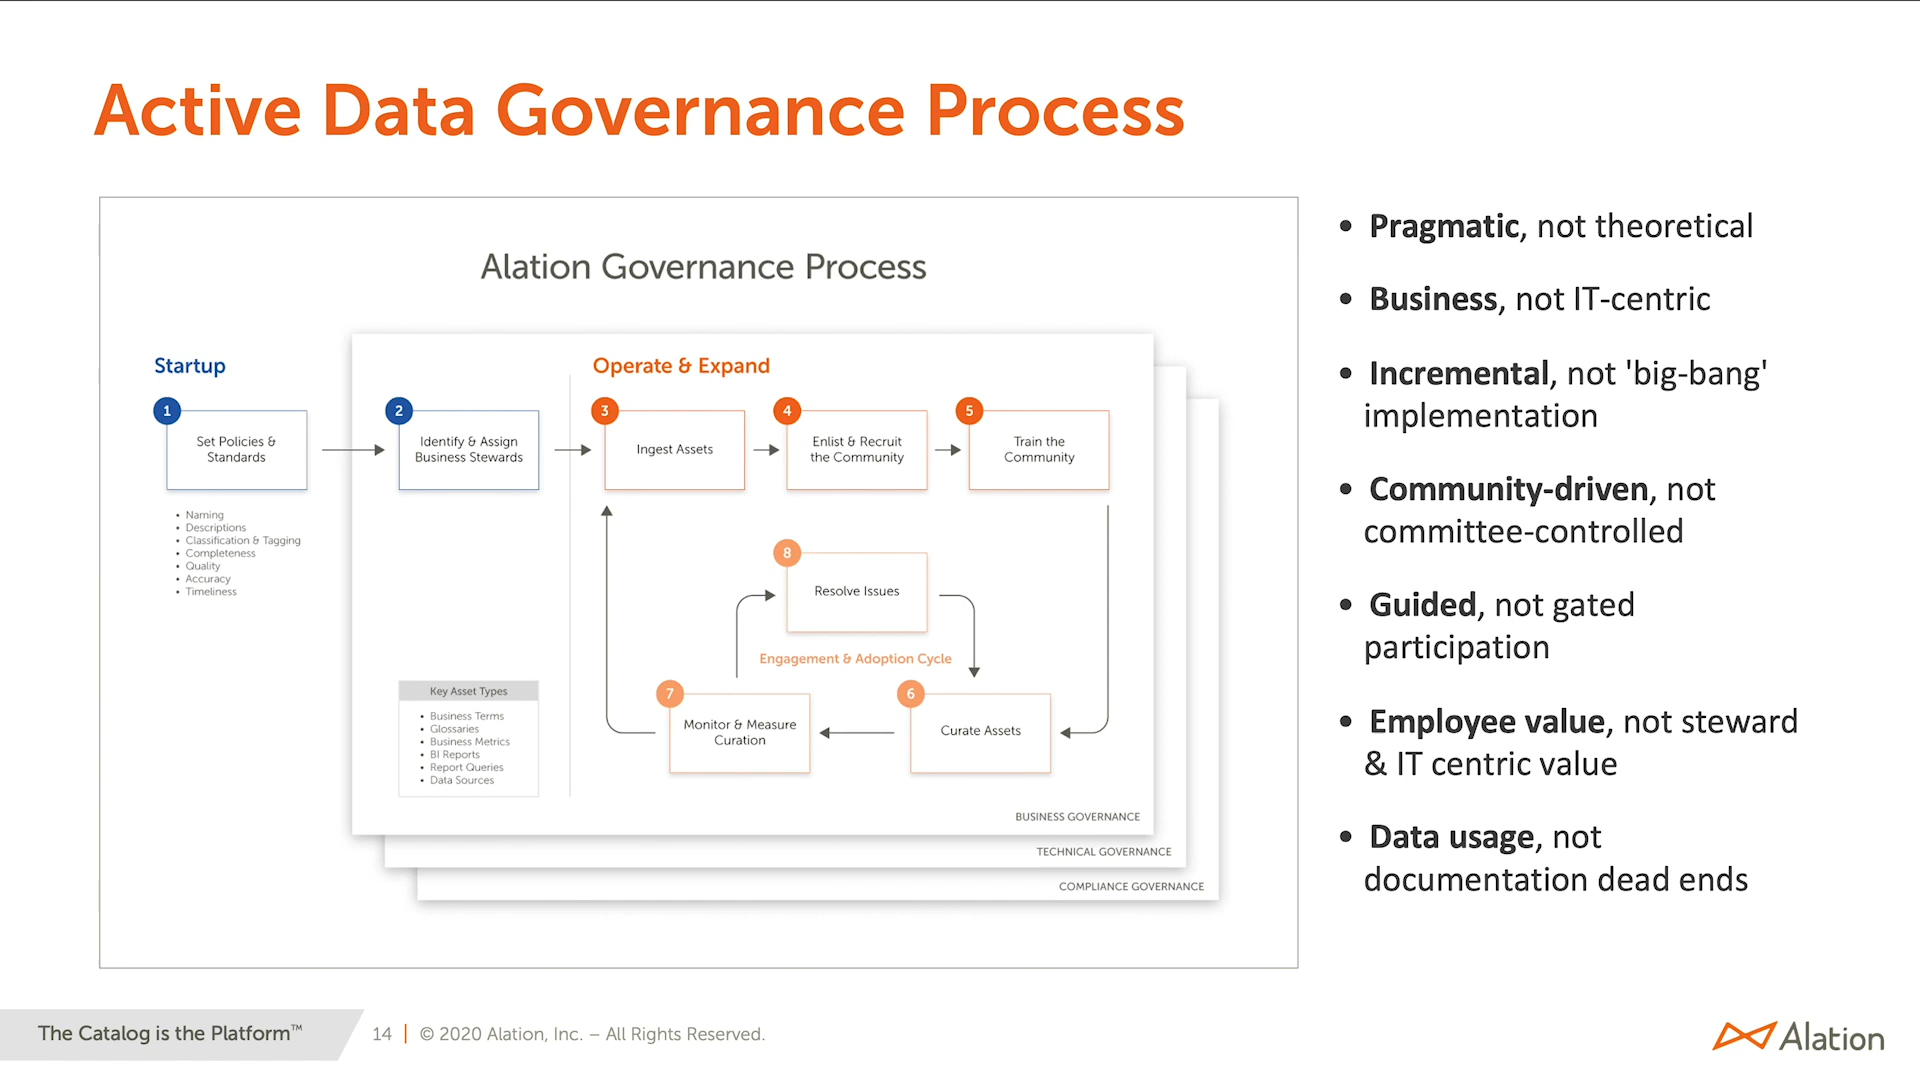 Active Data Governance Process
Alation Governance Process
Startup
Operate & Expand
1
Set Policies &
Standards
2
Identify & Assign
Business Stewards
3
Ingest Assets
4
Enlist & Recruit
the Community
5
Train the
Community
• Naming
• Descriptions
• Classification & Tagging
• Completeness
• Quality
• Accuracy
• Timeliness
8
Resolve Issues
Engagement & Adoption Cycle
7
Monitor & Measure
Curation
6
Curate Assets
Key Asset Types
• Business Terms
• Glossaries
• Business Metrics
• BI Reports
• Report Queries
• Data Sources
BUSINESS GOVERNANCE
TECHNICAL GOVERNANCE
COMPLIANCE GOVERNANCE
• Pragmatic, not theoretical
• Business, not IT-centric
• Incremental, not 'big-bang'
implementation
• Community-driven, not
committee-controlled
• Guided, not gated
participation
• Employee value, not steward
& IT centric value
• Data usage, not
documentation dead ends
The Catalog is the Platform™
14 | © 2020 Alation, Inc. – All Rights Reserved.
Alation